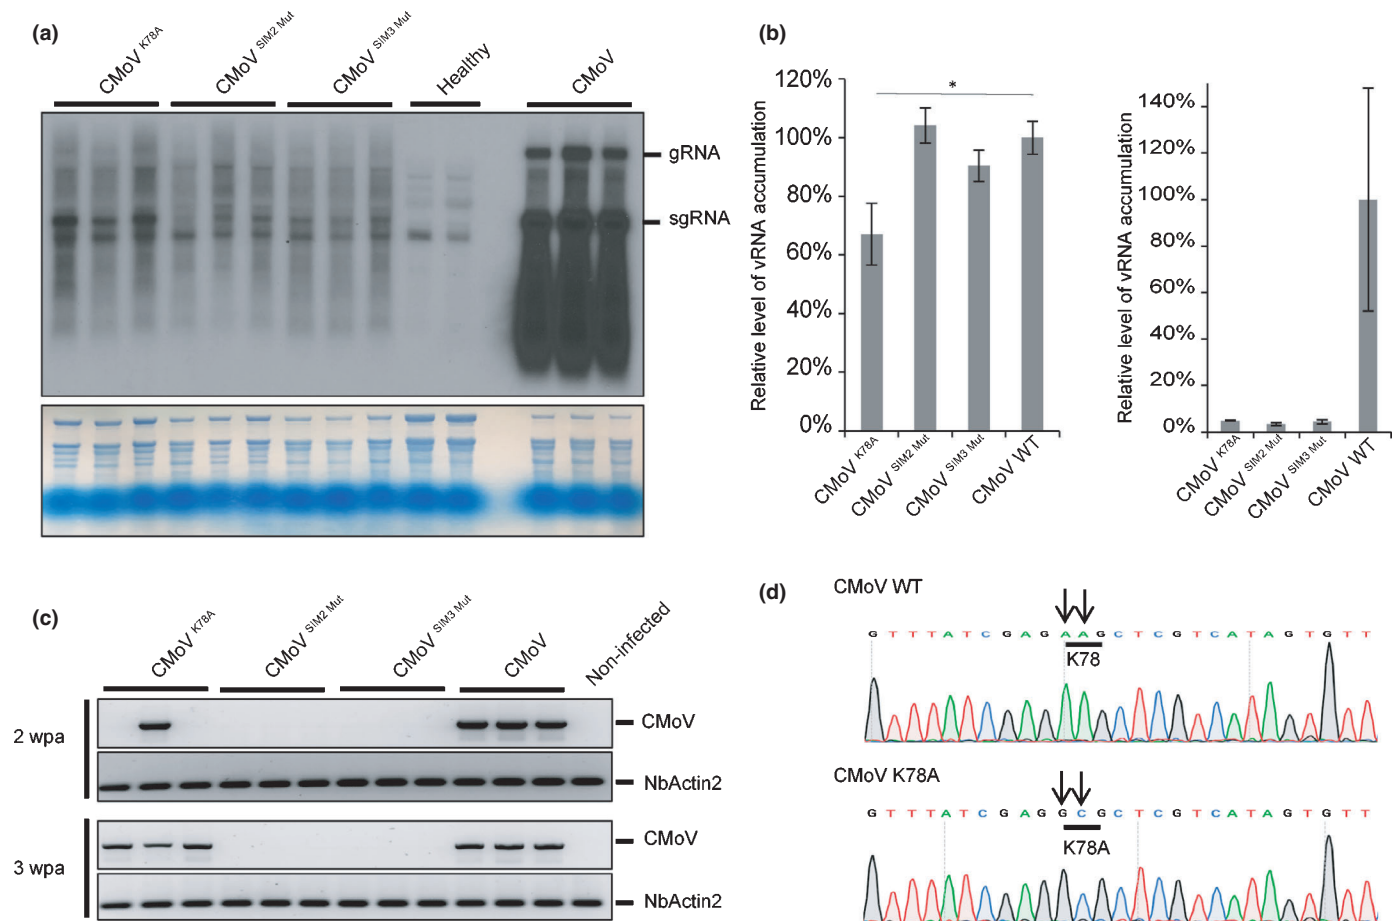 (a)
CMoV K78A
CMoV SIM2 Mut
CMoV SIM3 Mut
Healthy
CMoV
gRNA
sgRNA
(b)
Relative level of vRNA accumulation
120%
100%
80%
60%
40%
20%
0%
*
CMoV K78A
CMoV SIM2 Mut
CMoV SIM3 Mut
CMoV WT
Relative level of vRNA accumulation
140%
120%
100%
80%
60%
40%
20%
0%
CMoV K78A
CMoV SIM2 Mut
CMoV SIM3 Mut
CMoV WT
(c)
CMoV K78A
CMoV SIM2 Mut
CMoV SIM3 Mut
CMoV
Non-infected
2 wpa
CMoV
NbActin2
3 wpa
CMoV
NbActin2
(d)
CMoV WT
G T T T A T C G A G A A G C T C G T C A T A G T G T T
K78
CMoV K78A
G T T T A T C G A G G C G C T C G T C A T A G T G T T
K78A